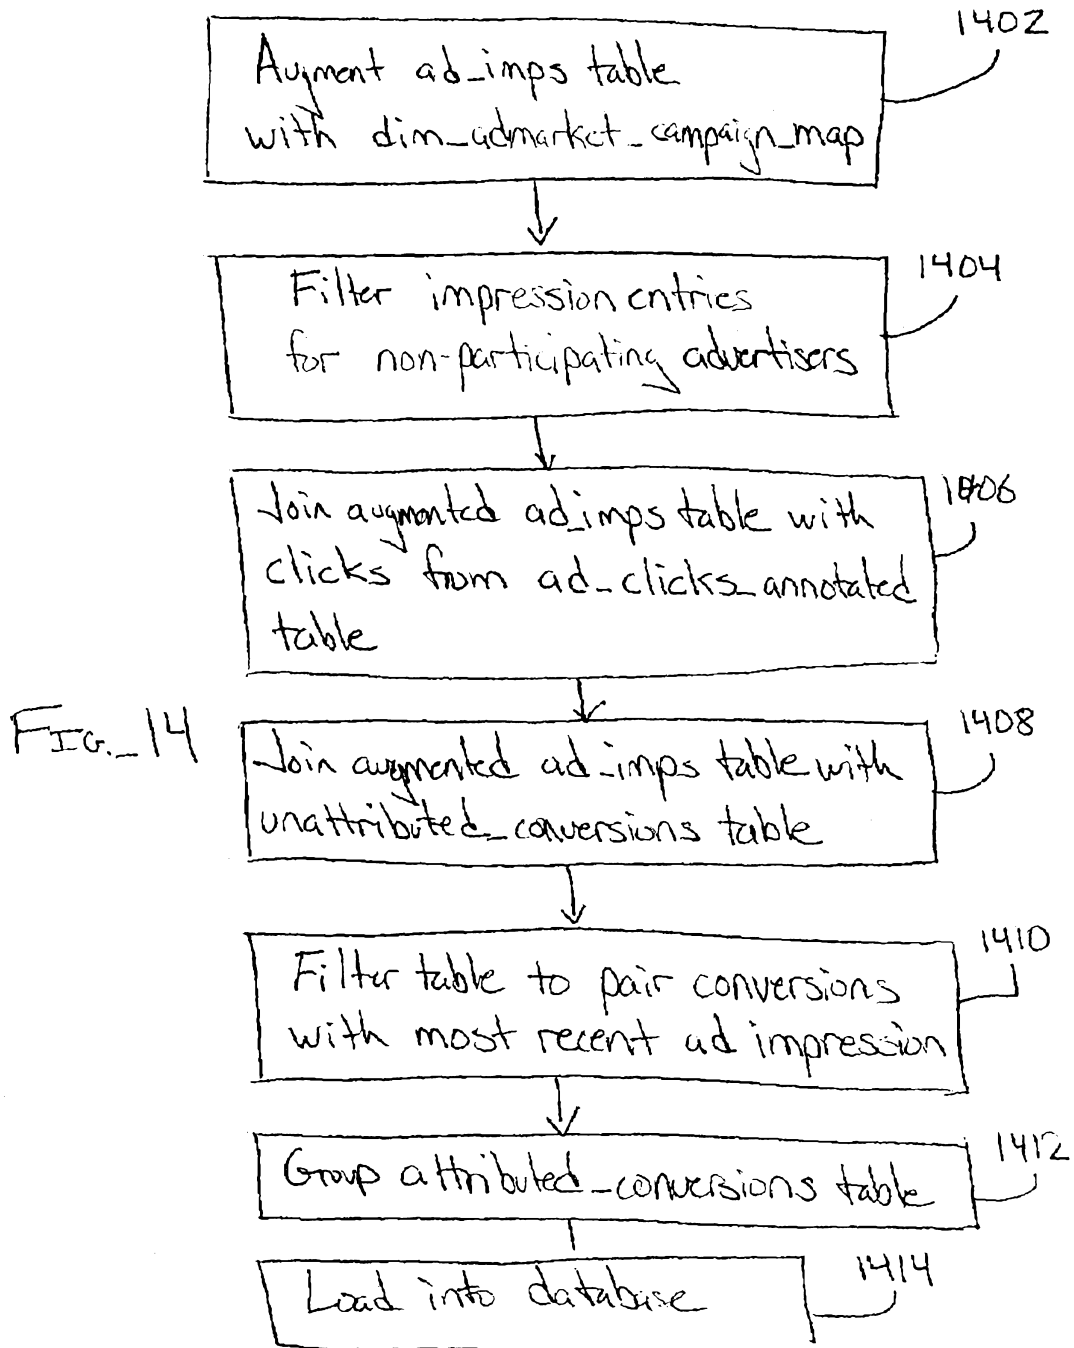 1402
Augment ad_imps table
with dim_admarket_campaign_map
1404
Filter impression entries
for non-participating advertisers
1406
Join augmented ad_imps table with
clicks from ad_clicks_annotated
table
FIG._14
1408
Join augmented ad_imps table with
unattributed_conversions table
1410
Filter table to pair conversions
with most recent ad impression
1412
Group attributed_conversions table
1414
Load into database